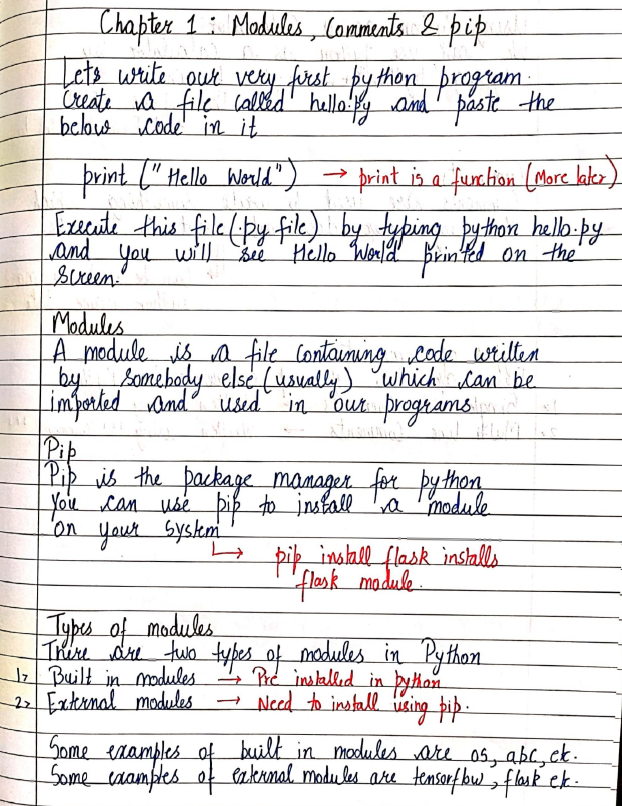 Chapter 1 : Modules, Comments & pip
Lets write our very first python program.
Create a file called hello.py and paste the
below code in it
print ("Hello World") → print is a function (More later)
Execute this file (.py file) by typing python hello.py
and you will see Hello World printed on the
Screen.
Modules
A module is a file containing code written
by somebody else (usually) which can be
imported and used in our programs
Pip
Pip is the package manager for python
You can use pip to install a module
on your system
↳ pip install flask installs
flask module.
Types of modules
There are two types of modules in Python
1> Built in modules → Pre installed in python
2> External modules → Need to install using pip.
Some examples of built in modules are os, abc, etc.
Some examples of external modules are tensorflow, flask etc.